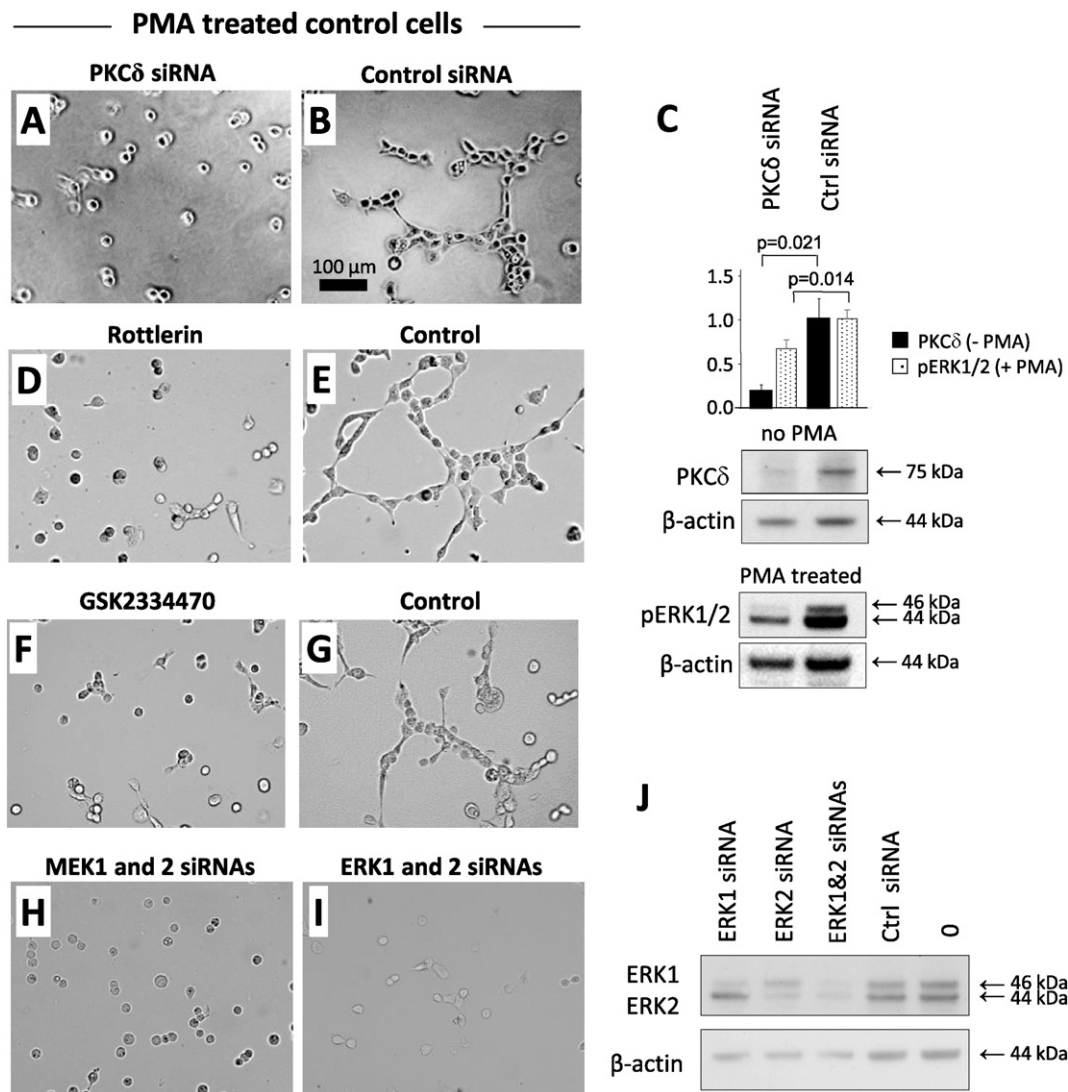 PMA treated control cells
PKCδ siRNA
Control siRNA
A
B
100 µm
C
PKCδ siRNA
Ctrl siRNA
p=0.021
p=0.014
1.5
1.0
0.5
0.0
PKCδ (- PMA)
pERK1/2 (+ PMA)
no PMA
PKCδ
← 75 kDa
β-actin
← 44 kDa
PMA treated
pERK1/2
← 46 kDa
← 44 kDa
β-actin
← 44 kDa
Rottlerin
Control
D
E
GSK2334470
Control
F
G
MEK1 and 2 siRNAs
ERK1 and 2 siRNAs
H
I
J
ERK1 siRNA
ERK2 siRNA
ERK1&2 siRNAs
Ctrl siRNA
0
ERK1
← 46 kDa
ERK2
← 44 kDa
β-actin
← 44 kDa